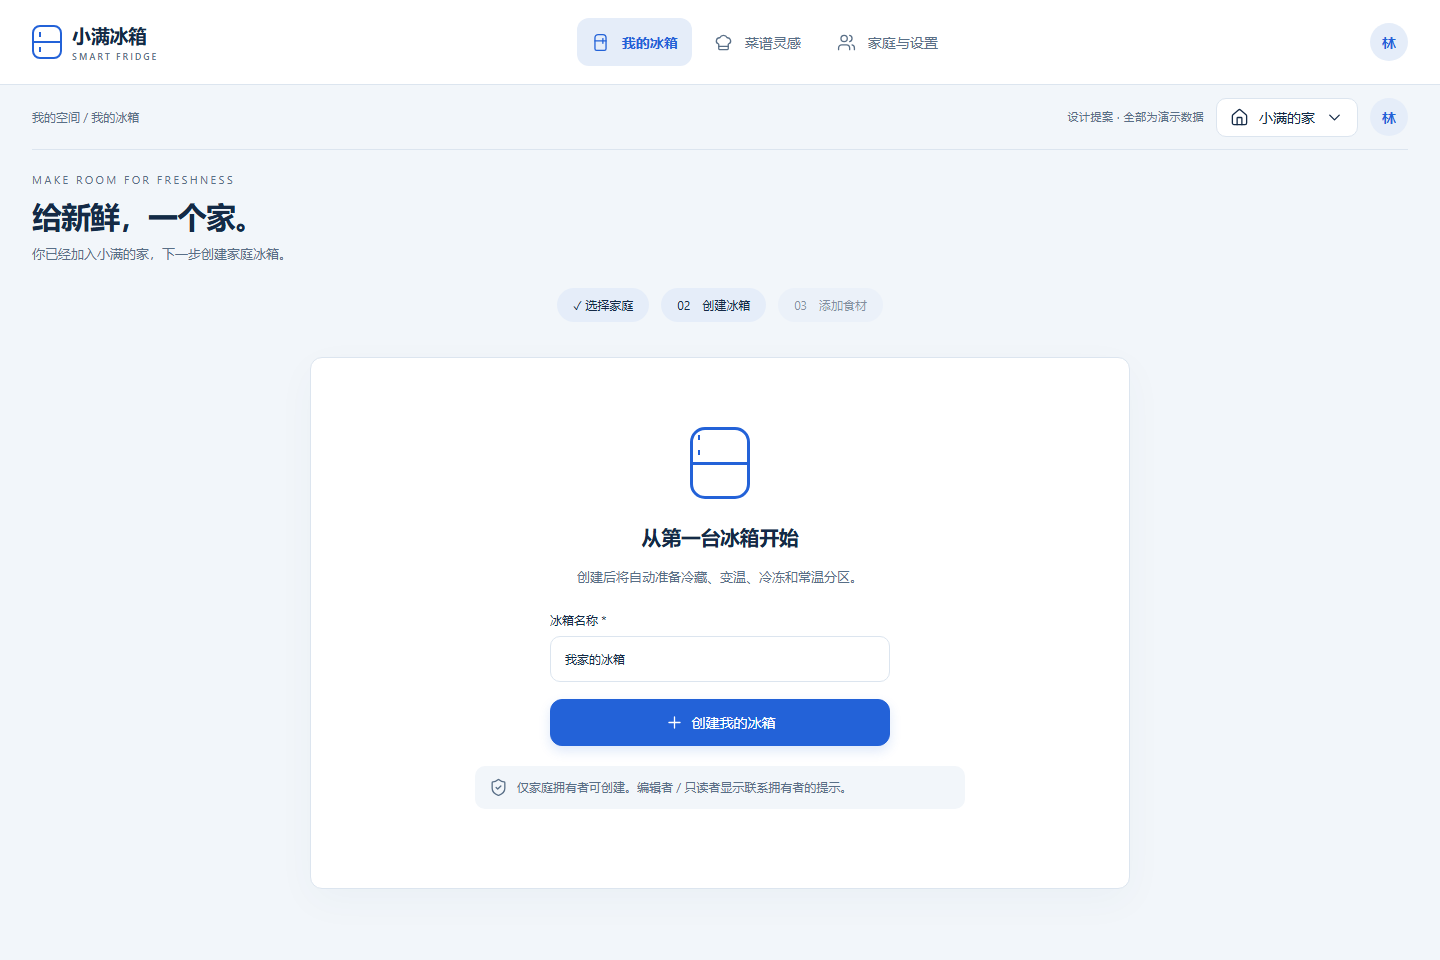 小满冰箱
SMART FRIDGE
我的冰箱
菜谱灵感
家庭与设置
林
我的空间 / 我的冰箱
设计提案 · 全部为演示数据
小满的家
林
MAKE ROOM FOR FRESHNESS
给新鲜，一个家。
你已经加入小满的家，下一步创建家庭冰箱。
✓ 选择家庭
02 创建冰箱
03 添加食材
从第一台冰箱开始
创建后将自动准备冷藏、变温、冷冻和常温分区。
冰箱名称 *
我家的冰箱
创建我的冰箱
仅家庭拥有者可创建。编辑者 / 只读者显示联系拥有者的提示。